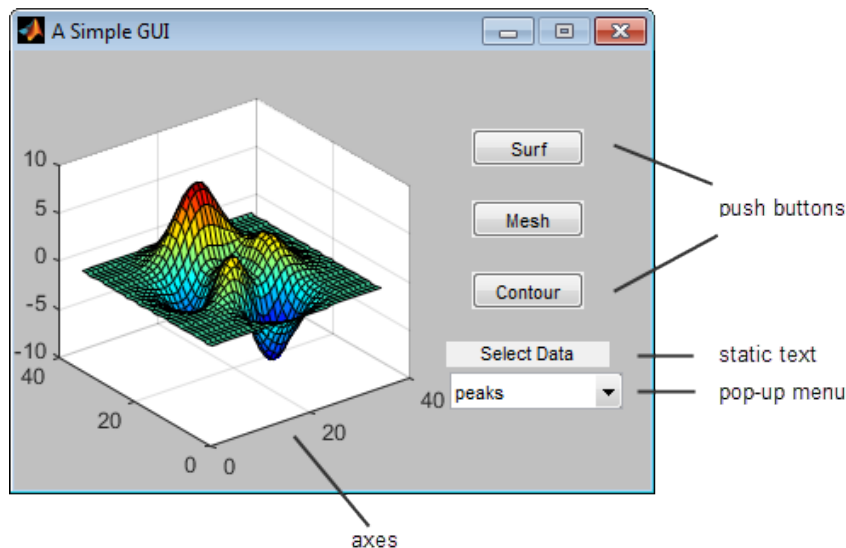 A Simple GUI
10
5
0
-5
-10
40
20
0
0
20
40
Surf
Mesh
Contour
Select Data
peaks
push buttons
static text
pop-up menu
axes